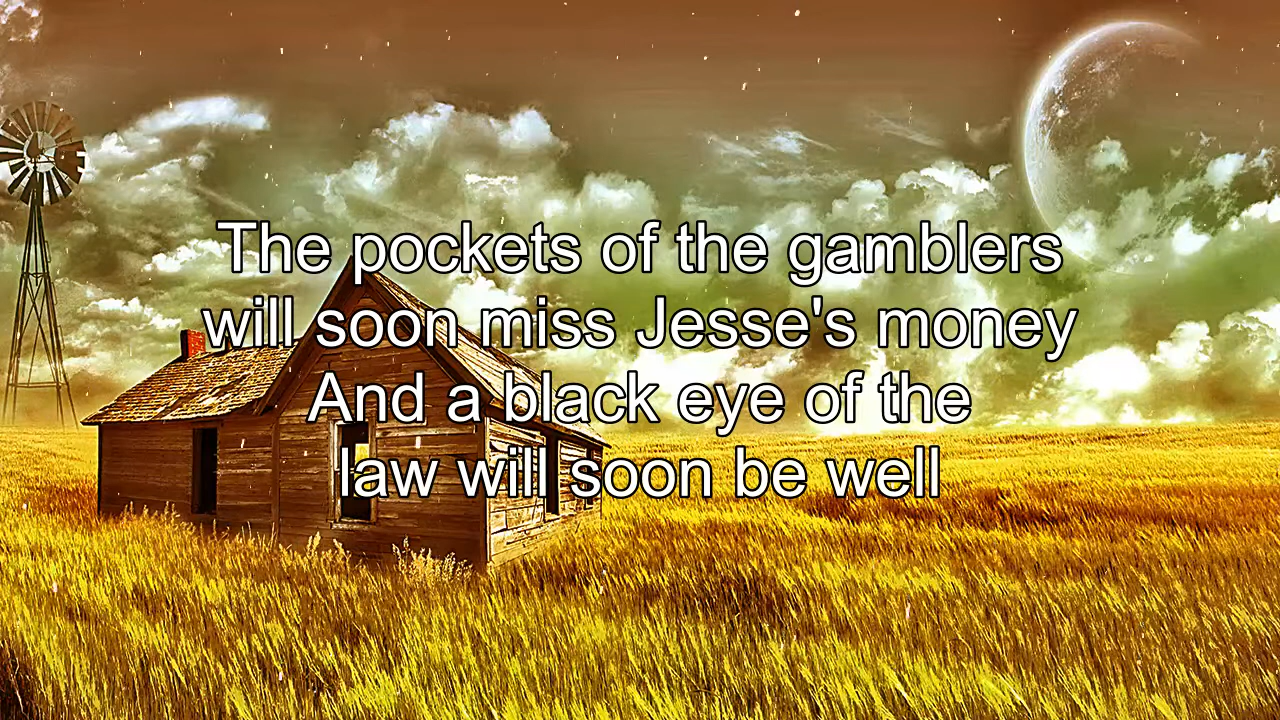 The pockets of the gamblers
will soon miss Jesse's money
And a black eye of the
law will soon be well